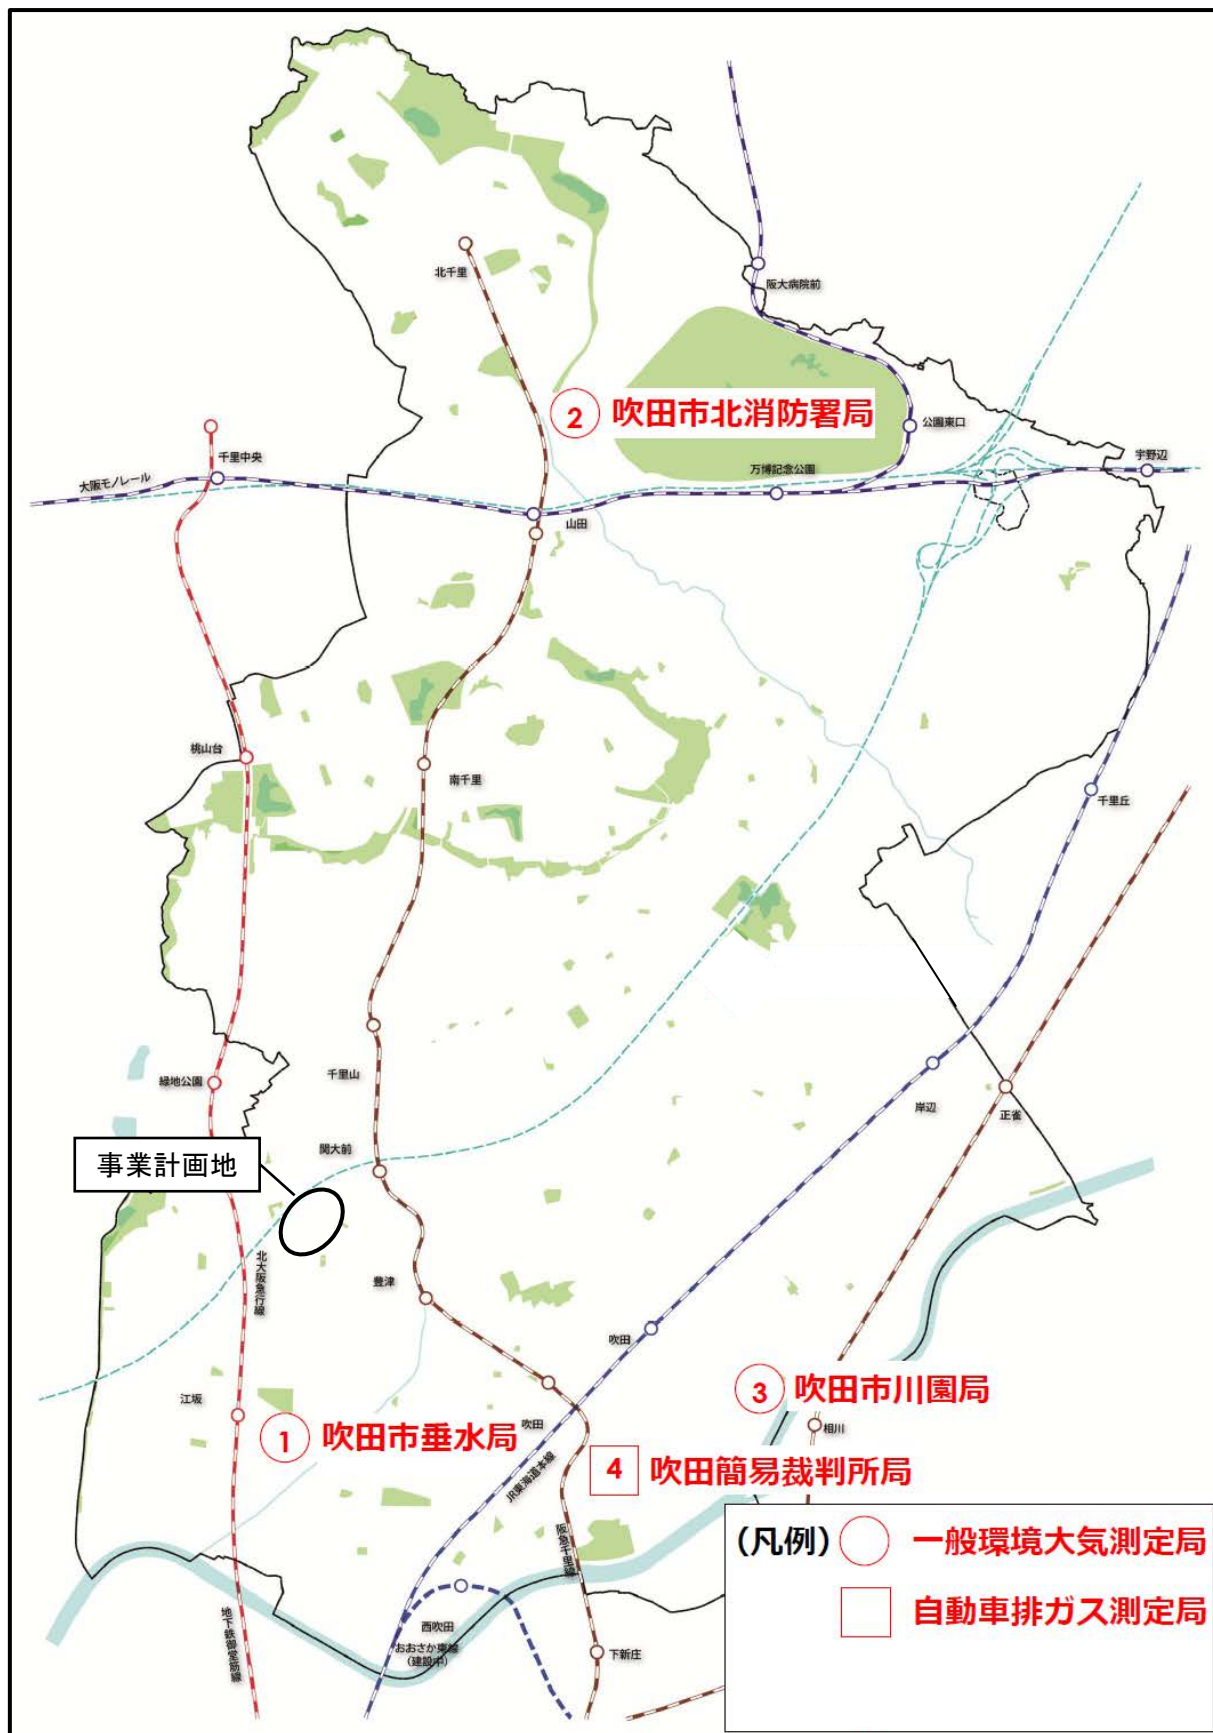 北千里
阪大病院前
② 吹田市北消防署局
公園東口
千里中央
万博記念公園
宇野辺
大阪モノレール
山田
桃山台
南千里
千里丘
千里山
緑地公園
岸辺
正雀
関大前
事業計画地
北大阪急行線
豊津
吹田
③ 吹田市川園局
江坂
吹田
相川
① 吹田市垂水局
4 吹田簡易裁判所局
JR東海道本線
阪急千里線
(凡例)
一般環境大気測定局
自動車排ガス測定局
地下鉄御堂筋線
西吹田
おおさか東線
(建設中)
下新庄